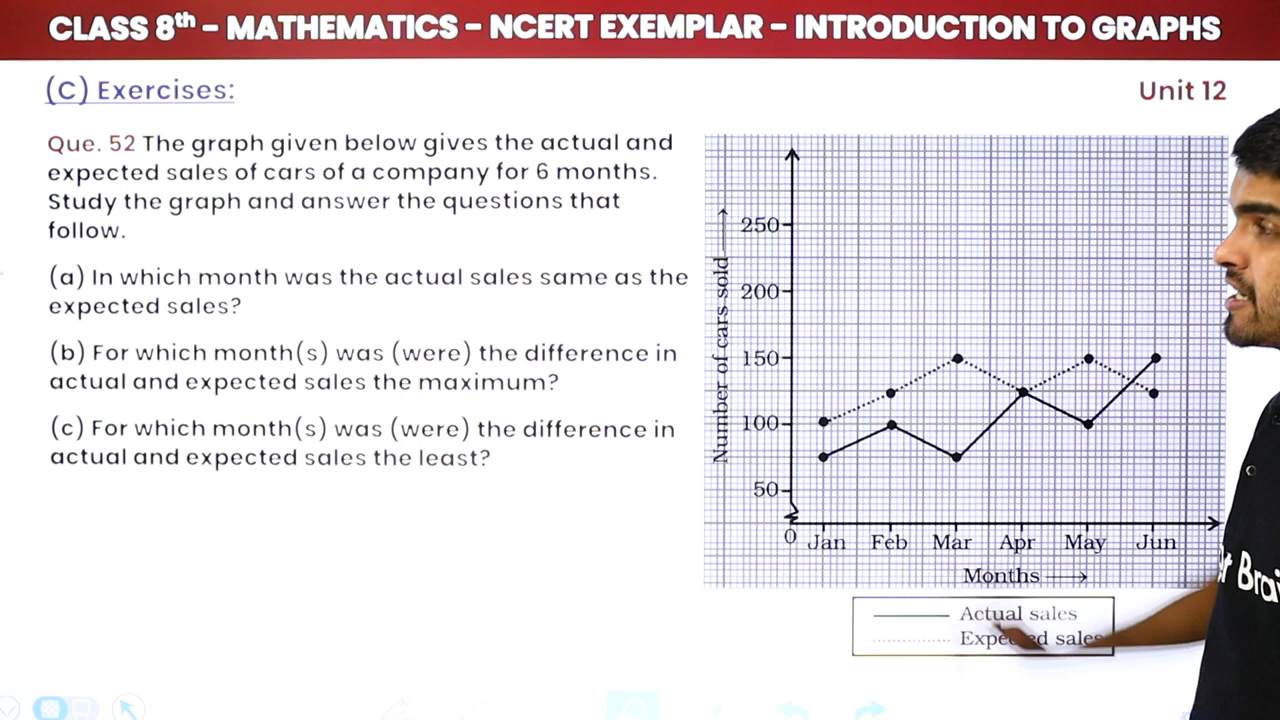 CLASS 8th - MATHEMATICS - NCERT EXEMPLAR - INTRODUCTION TO GRAPHS
(C) Exercises:
Unit 12
Que. 52 The graph given below gives the actual and
expected sales of cars of a company for 6 months.
Study the graph and answer the questions that
follow.
(a) In which month was the actual sales same as the
expected sales?
(b) For which month(s) was (were) the difference in
actual and expected sales the maximum?
(c) For which month(s) was (were) the difference in
actual and expected sales the least?
Number of cars sold
250
200
150
100
50
0
Jan Feb Mar Apr May Jun
Months
Actual sales
sales